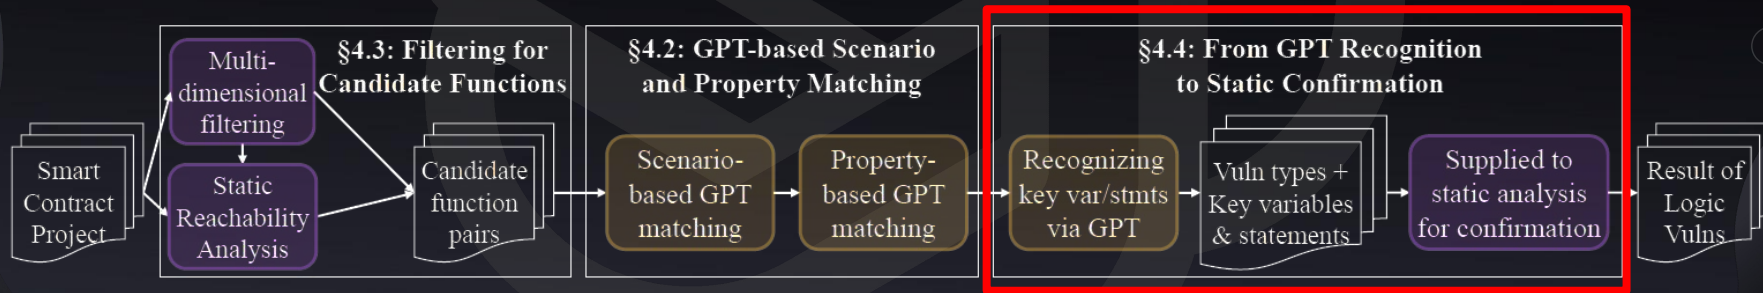 Smart
Contract
Project
§4.3: Filtering for
Candidate Functions
Multi-
dimensional
filtering
Static
Reachability
Analysis
Candidate
function
pairs
§4.2: GPT-based Scenario
and Property Matching
Scenario-
based GPT
matching
Property-
based GPT
matching
§4.4: From GPT Recognition
to Static Confirmation
Recognizing
key var/stmts
via GPT
Vuln types +
Key variables
& statements
Supplied to
static analysis
for confirmation
Result of
Logic
Vulns